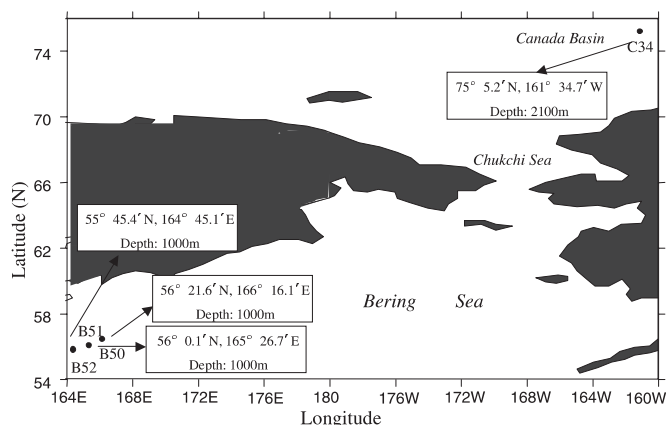 76
Canada Basin
C34
74
75° 5.2′N, 161° 34.7′W
Depth: 2100m
70
Chukchi Sea
66
Latitude (N)
55° 45.4′N, 164° 45.1′E
Depth: 1000m
62
56° 21.6′N, 166° 16.1′E
Depth: 1000m
Bering Sea
58
B51
56° 0.1′N, 165° 26.7′E
Depth: 1000m
B50
B52
54
164E 168E 172E 176E 180 176W 172W 168W 164W 160W
Longitude